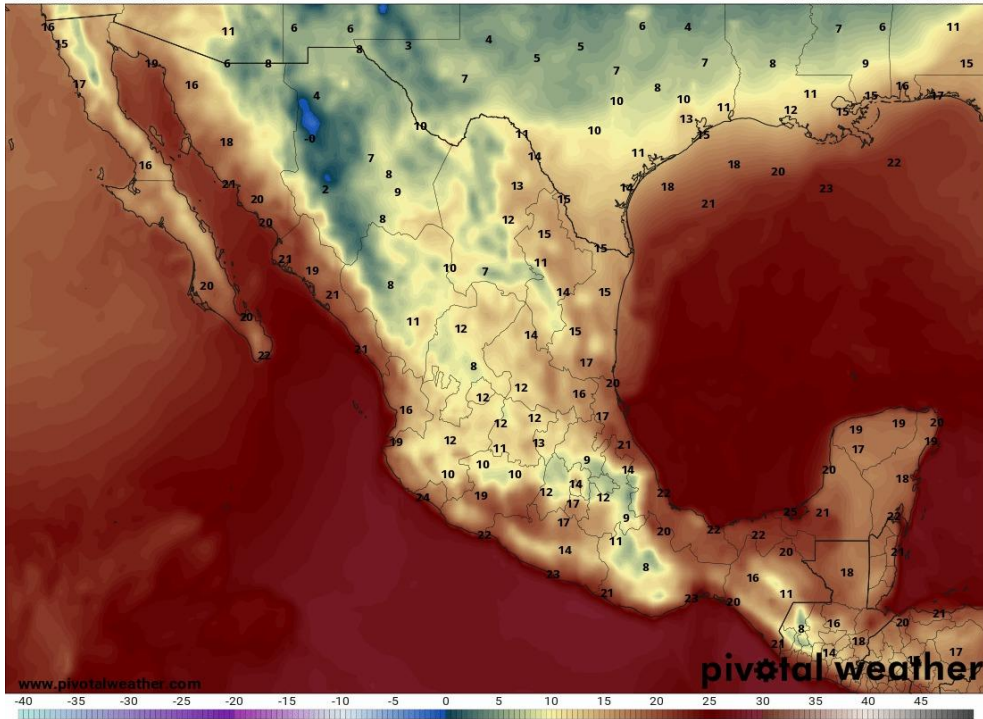 16 11 6 6 3 4 5 6 4 7 6 11
15 19 6 8 8 5 7 7 8 9 15
17 16 4 7 10 8 10 11 12 11 15 16 17
18 -0 10 11 10 13 15 15
16 21 7 8 14 11 18 20 22
20 2 9 13 15 14 18 21 23
20 8 12 15 15
21 19 10 7 11
20 21 8 14 15
20 11 12 14 15
22 21 8 17
12 12 16 20
16 12 12 17 19 19 20
19 12 11 13 21 17 19
10 10 10 9 14 20 18
24 19 12 14 17 12 22 25 21 22
22 17 9 20 22 22
14 11 20 21
23 8 16 18
21 23 20 11
8 16 20 21
21 14 18 17
pivotal weather
www.pivotalweather.com
-40 -35 -30 -25 -20 -15 -10 -5 0 5 10 15 20 25 30 35 40 45